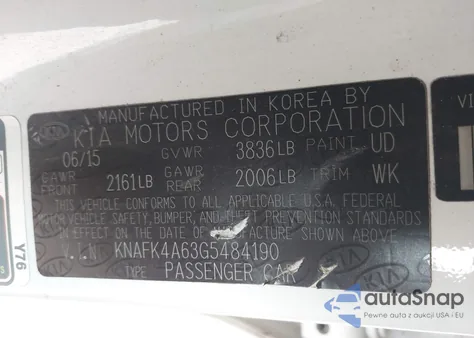 MANUFACTURED IN KOREA BY
KIA MOTORS CORPORATION
06/15 GVWR 3836LB PAINT UD
GAWR FRONT 2161LB GAWR REAR 2006LB TRIM WK
THIS VEHICLE CONFORMS TO ALL APPLICABLE U.S.A FEDERAL
MOTOR VEHICLE SAFETY, BUMPER, AND THEFT PREVENTION STANDARDS
IN EFFECT ON THE DATE OF MANUFACTURE SHOWN ABOVE.
V.I.N: KNAFK4A63G5484190
TYPE: PASSENGER CAR
KIA
Y76
VI
autoSnap
Pewne auta z aukcji w USA i EU